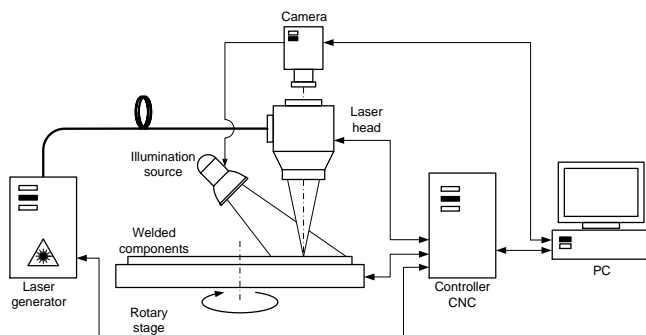 Camera
Laser
head
Illumination
source
Welded
components
Laser
generator
Rotary
stage
Controller
CNC
PC